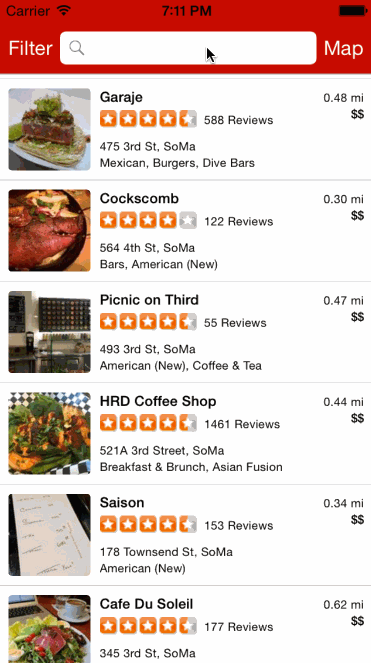 Carrier 7:11 PM
Filter Map
Garaje 0.48 mi
588 Reviews $$
475 3rd St, SoMa
Mexican, Burgers, Dive Bars
Cockscomb 0.30 mi
122 Reviews $$
564 4th St, SoMa
Bars, American (New)
Picnic on Third 0.47 mi
55 Reviews $$
493 3rd St, SoMa
American (New), Coffee & Tea
HRD Coffee Shop 0.44 mi
1461 Reviews $$
521A 3rd Street, SoMa
Breakfast & Brunch, Asian Fusion
Saison 0.34 mi
153 Reviews $$
178 Townsend St, SoMa
American (New)
Cafe Du Soleil 0.62 mi
177 Reviews $$
345 3rd St, SoMa